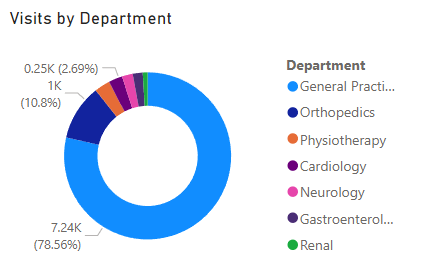 Visits by Department
0.25K (2.69%)
1K
(10.8%)
7.24K
(78.56%)
Department
General Practi...
Orthopedics
Physiotherapy
Cardiology
Neurology
Gastroenterol...
Renal